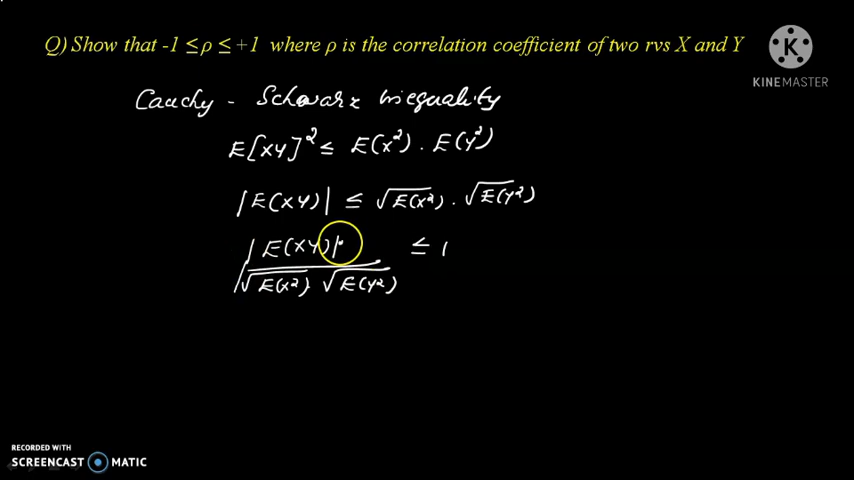 Q) Show that -1 ≤ ρ ≤ +1 where ρ is the correlation coefficient of two rvs X and Y
K
KINEMASTER
Cauchy - Schwarz inequality
E[XY]² ≤ E(X²) . E(Y²)
|E(XY)| ≤ √E(X²) . √E(Y²)
|E(XY)| ≤ 1
√E(X²) √E(Y²)
RECORDED WITH
SCREENCAST MATIC